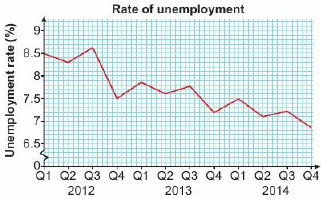 Rate of unemployment
Unemployment rate (%)
9
8.5
8
7.5
7
6.5
0
Q1 Q2 Q3 Q4 Q1 Q2 Q3 Q4 Q1 Q2 Q3 Q4
2012 2013 2014